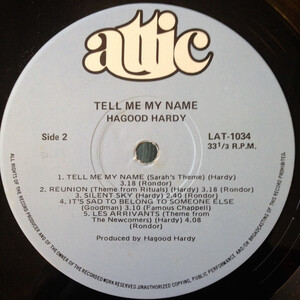 attic
TELL ME MY NAME
HAGOOD HARDY
Side 2
LAT-1034
33 1/3 R.P.M.
1. TELL ME MY NAME (Sarah's Theme) (Hardy)
3.18 (Rondor)
2. REUNION (Theme from Rituals) (Hardy) 3.18 (Rondor)
3. SILENT SKY (Hardy) 2.40 (Rondor)
4. IT'S SAD TO BELONG TO SOMEONE ELSE
(Goodman) 3.10 (Famous Chappell)
5. LES ARRIVANTS (Theme from
The Newcomers) (Hardy) 4.08
(Rondor)
Produced by Hagood Hardy
ALL RIGHTS OF THE RECORD MANUFACTURER AND OF THE OWNER OF THE RECORDED WORK RESERVED UNAUTHORIZED COPYING, PUBLIC PERFORMANCE AND BROADCASTING OF THIS RECORD PROHIBITED